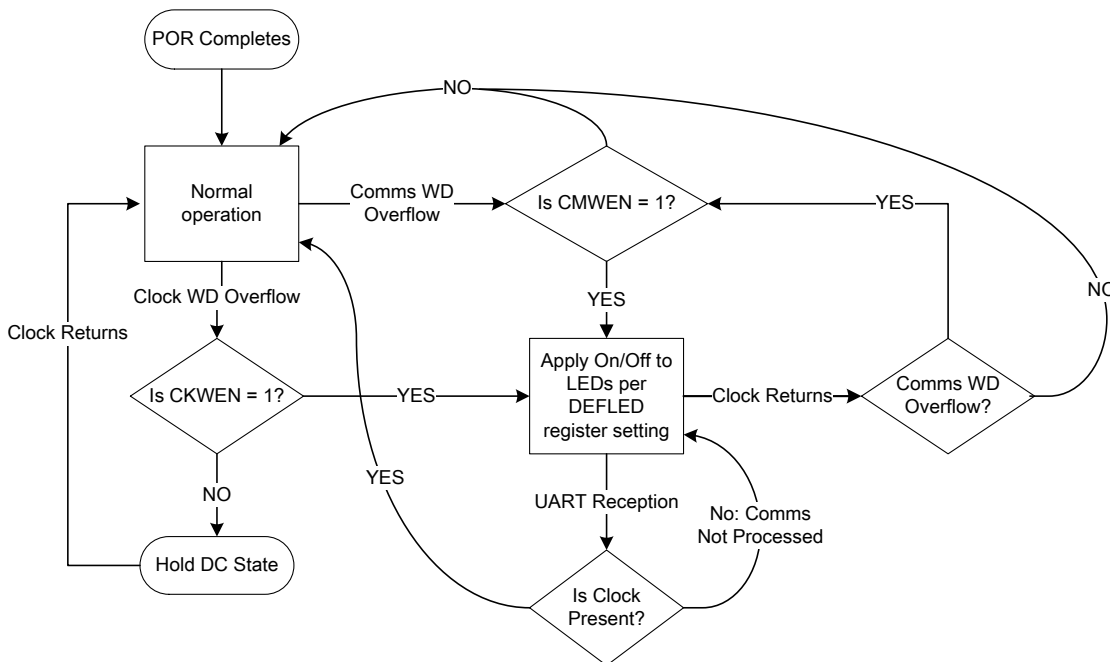 POR Completes
NO
Normal
operation
Comms WD
Overflow
Is CMWEN = 1?
YES
NO
Clock WD Overflow
YES
Clock Returns
Is CKWEN = 1?
YES
Apply On/Off to
LEDs per
DEFLED
register setting
Clock Returns
Comms WD
Overflow?
NO
YES
UART Reception
No: Comms
Not Processed
Hold DC State
Is Clock
Present?